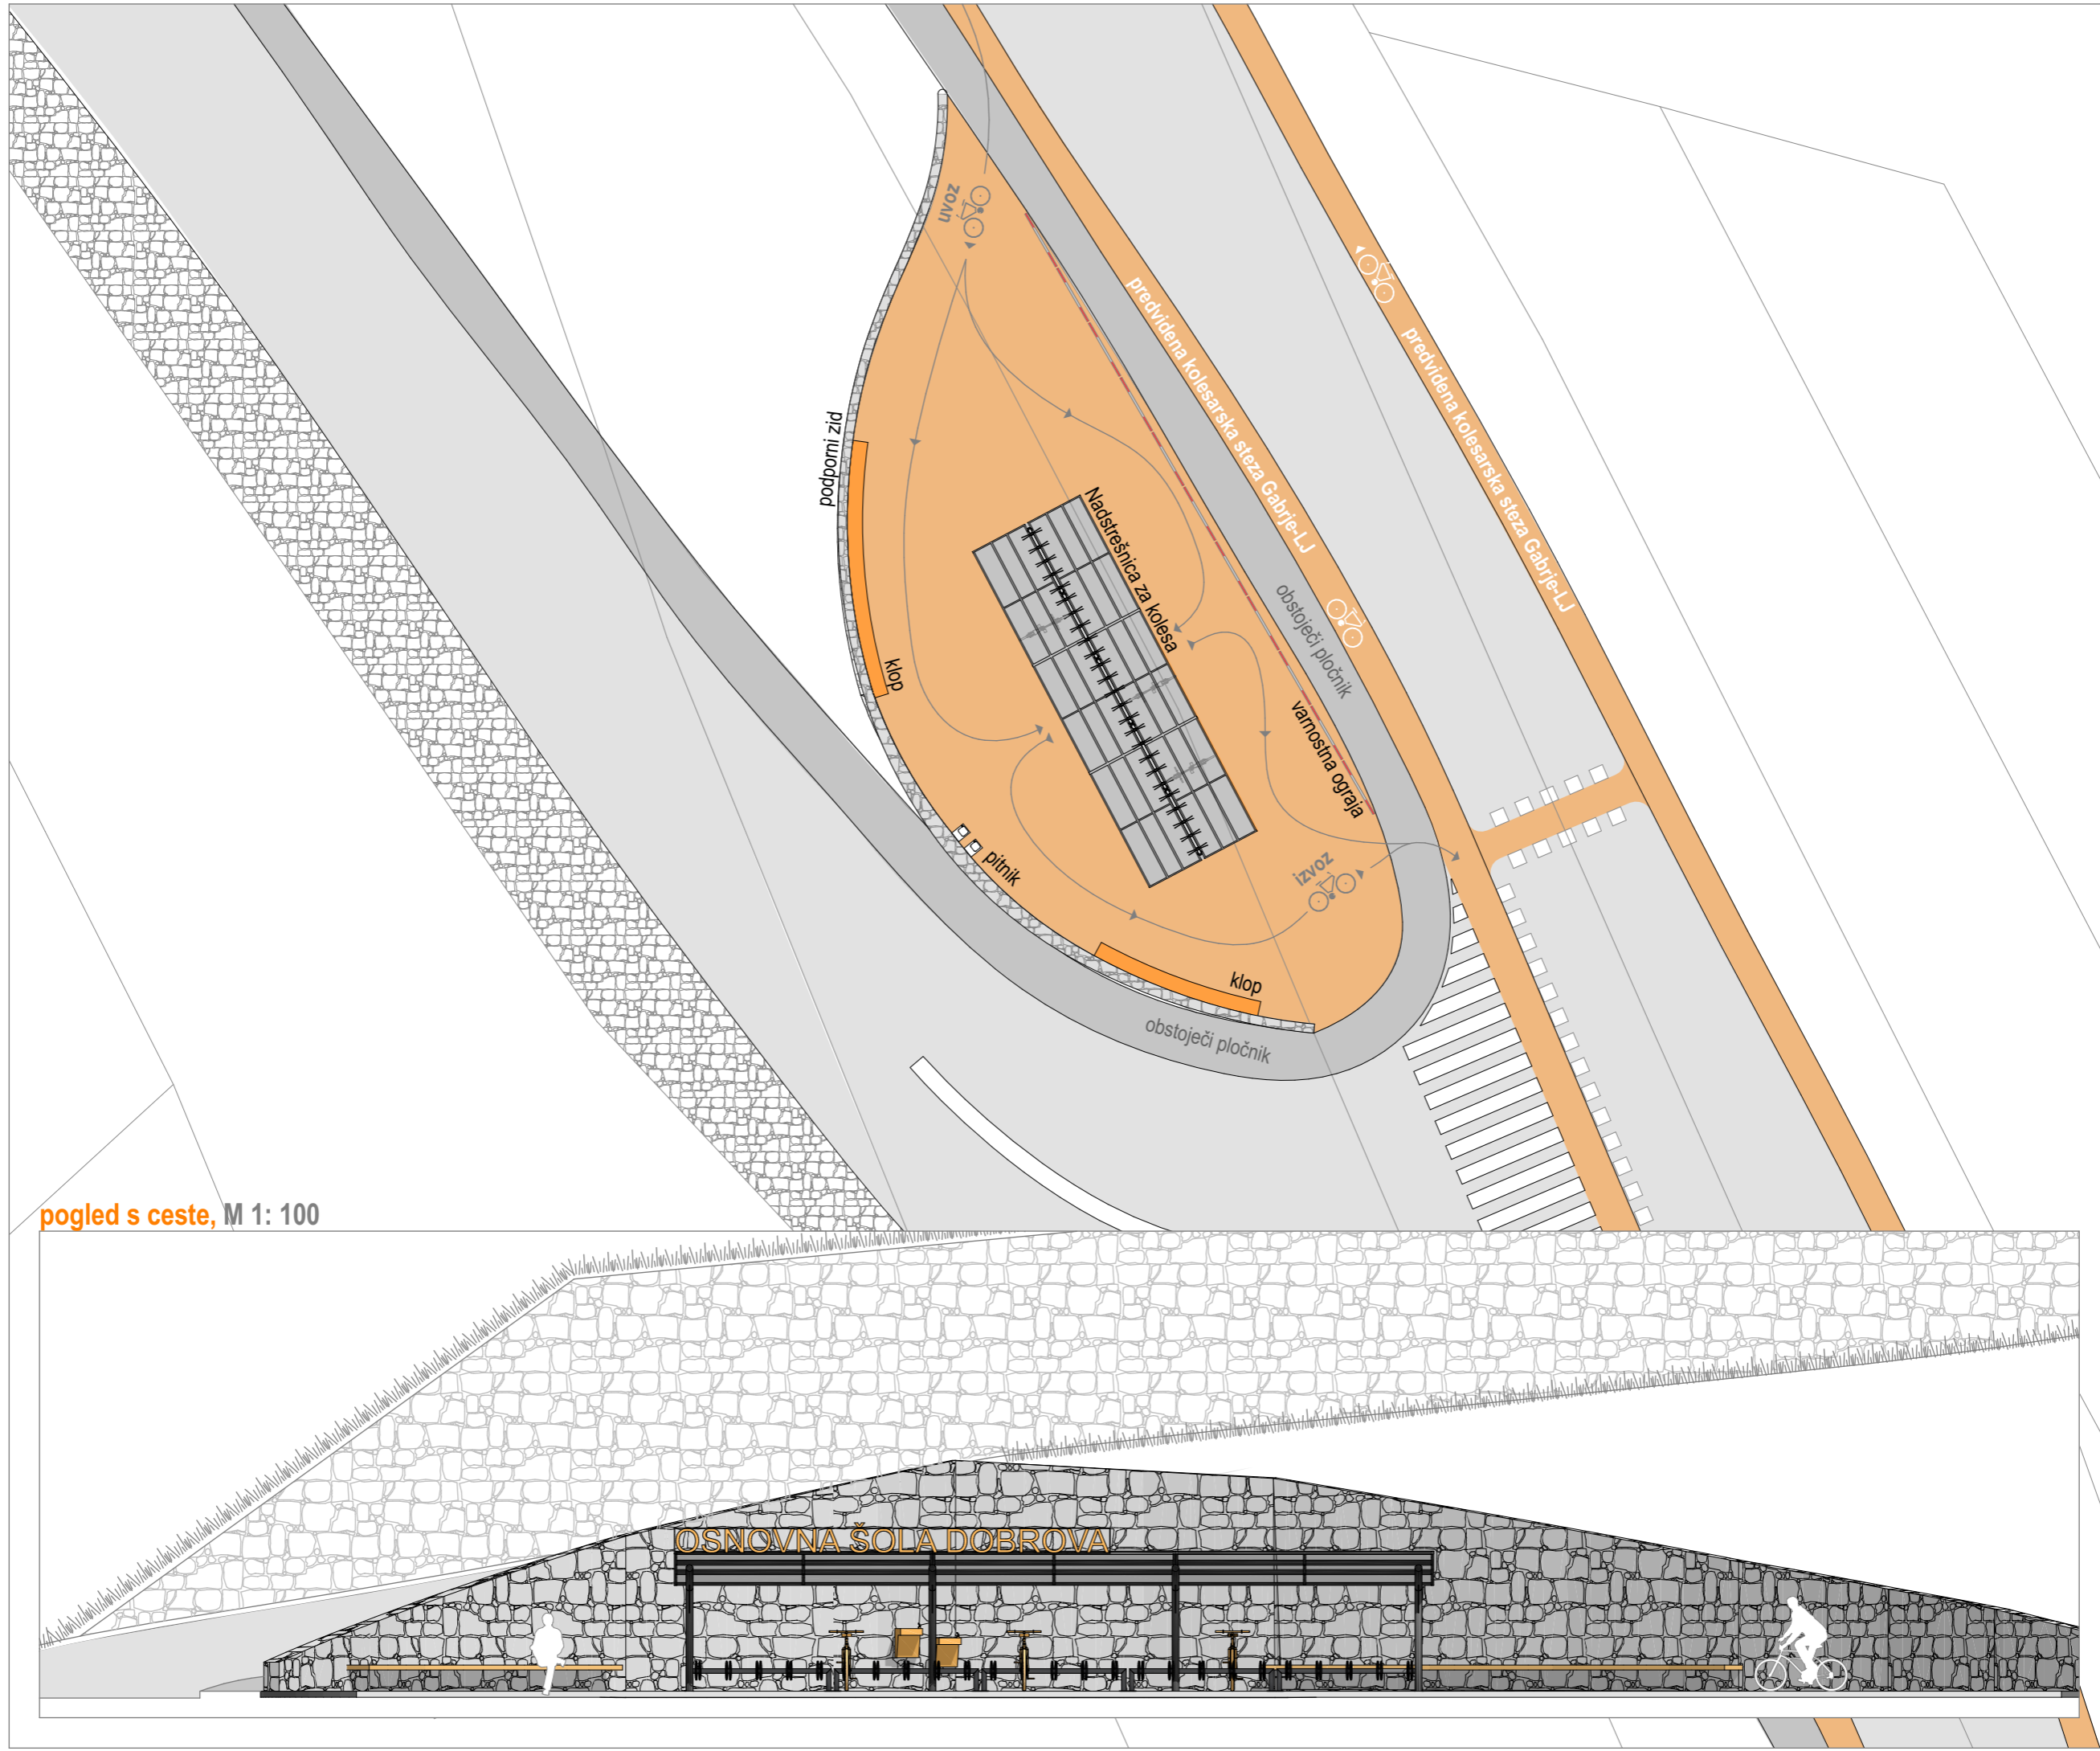 uvoz
predvidena kolesarska steza Gabrje-LJ
predvidena kolesarska steza Gabrje-LJ
podporni zid
Nadstrešnica za kolesa
obstoječi pločnik
klop
varnostna ograja
pitnik
izvoz
klop
obstoječi pločnik
pogled s ceste, M 1: 100
OSNOVNA ŠOLA DOBROVA